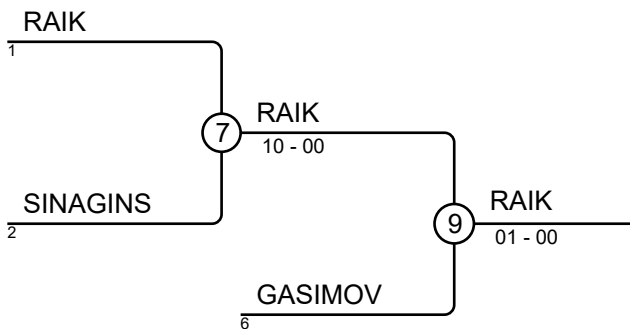 RAIK
1
7
RAIK
10 - 00
SINAGINS
2
9
RAIK
01 - 00
GASIMOV
6